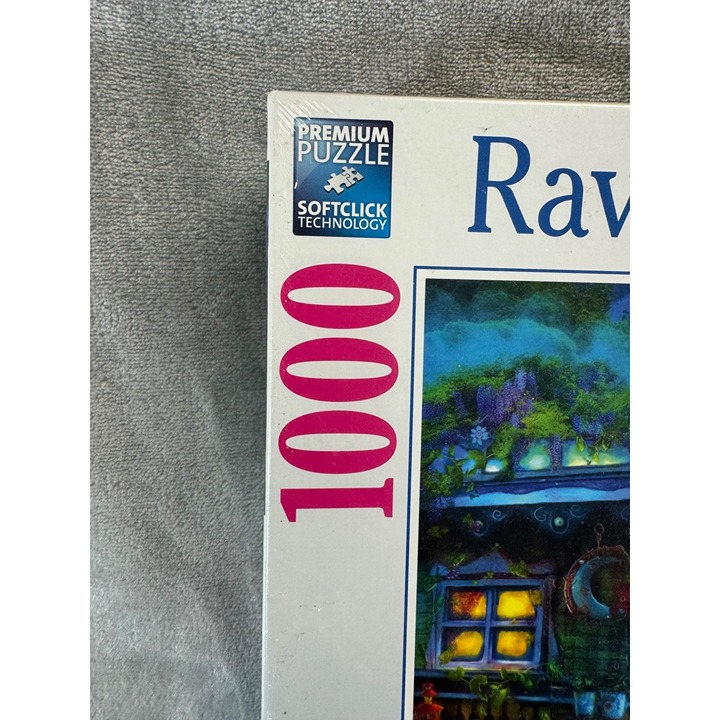 PREMIUM
PUZZLE
SOFTCLICK
TECHNOLOGY
Rav
1000